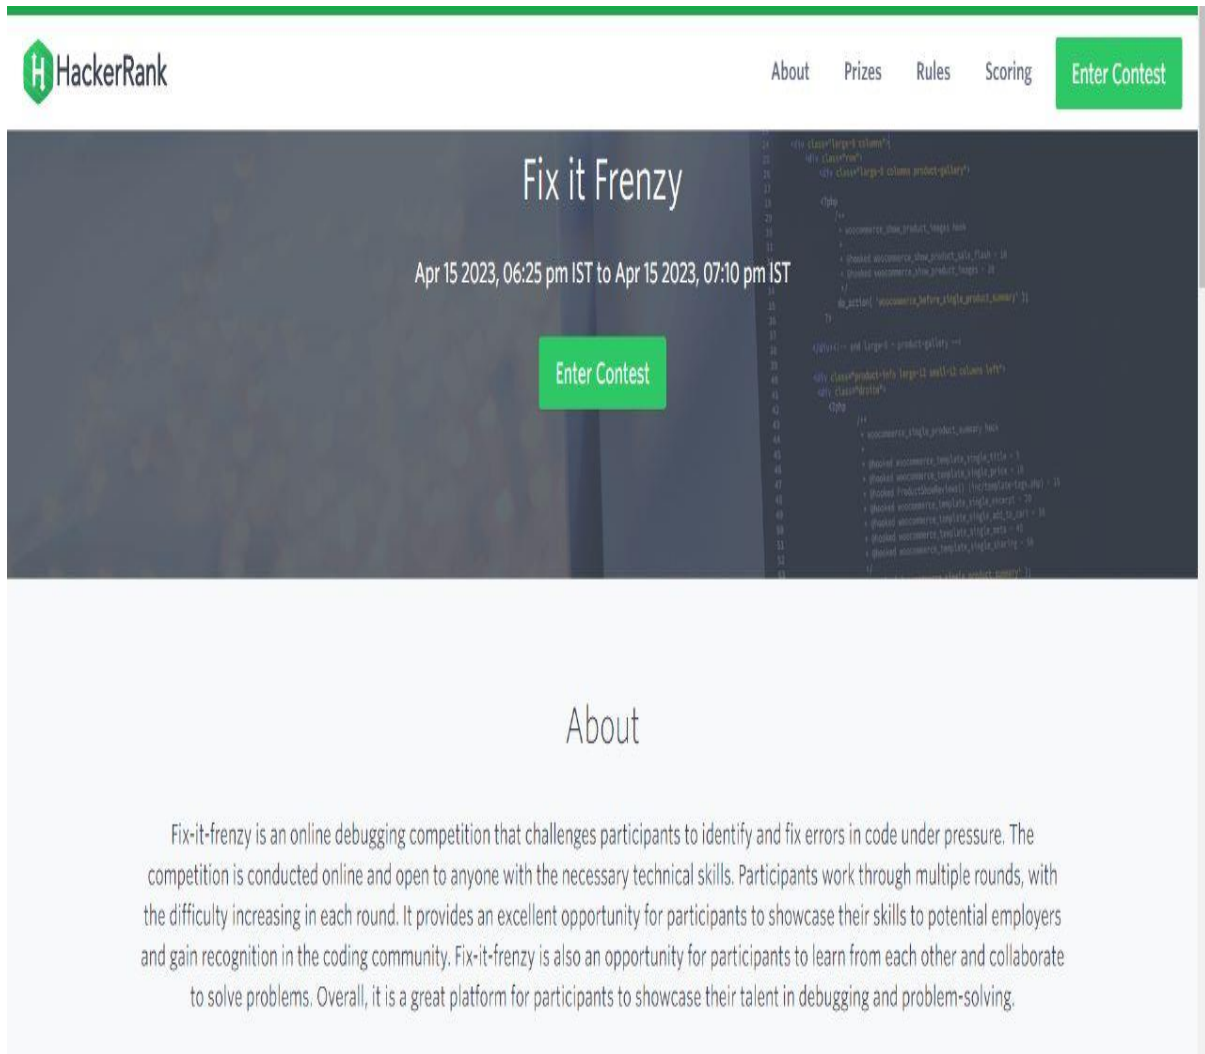 HackerRank
About Prizes Rules Scoring Enter Contest
Fix it Frenzy
Apr 15 2023, 06:25 pm IST to Apr 15 2023, 07:10 pm IST
Enter Contest
About
Fix-it-frenzy is an online debugging competition that challenges participants to identify and fix errors in code under pressure. The
competition is conducted online and open to anyone with the necessary technical skills. Participants work through multiple rounds, with
the difficulty increasing in each round. It provides an excellent opportunity for participants to showcase their skills to potential employers
and gain recognition in the coding community. Fix-it-frenzy is also an opportunity for participants to learn from each other and collaborate
to solve problems. Overall, it is a great platform for participants to showcase their talent in debugging and problem-solving.